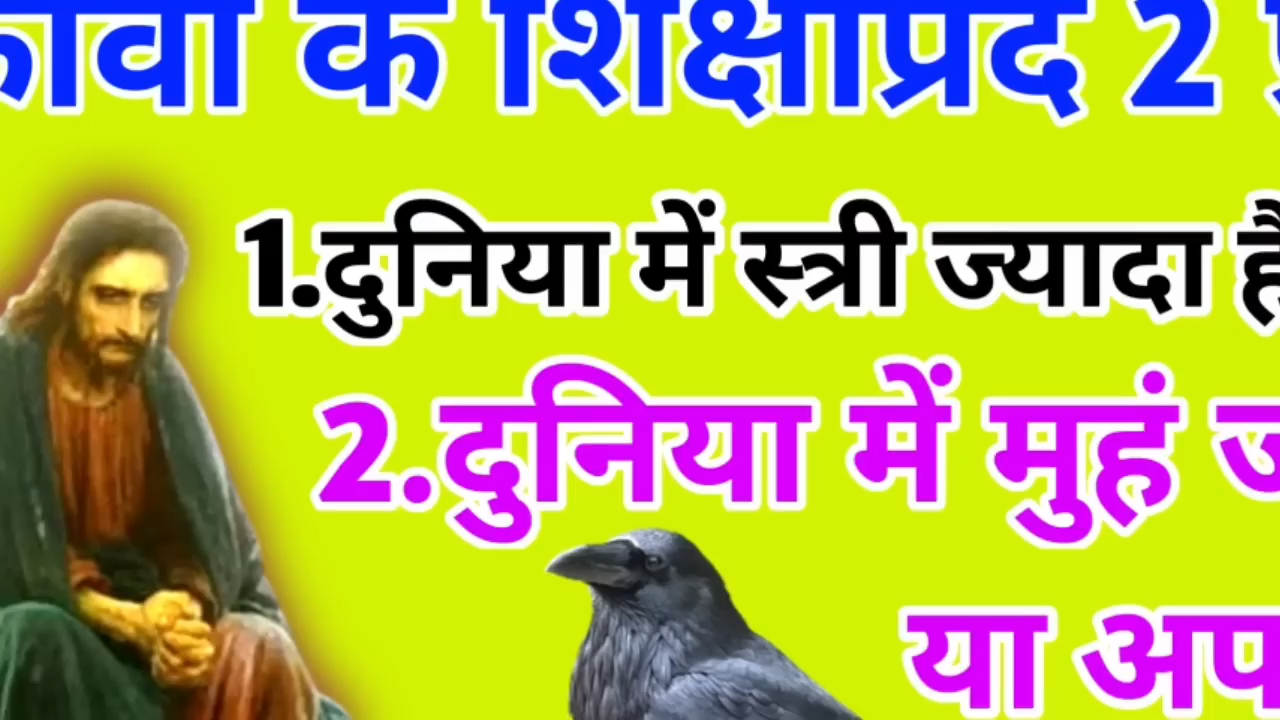 के शिक्षाप्रद 2
1.दुनिया में स्त्री ज्यादा है
2.दुनिया में मुहं
या